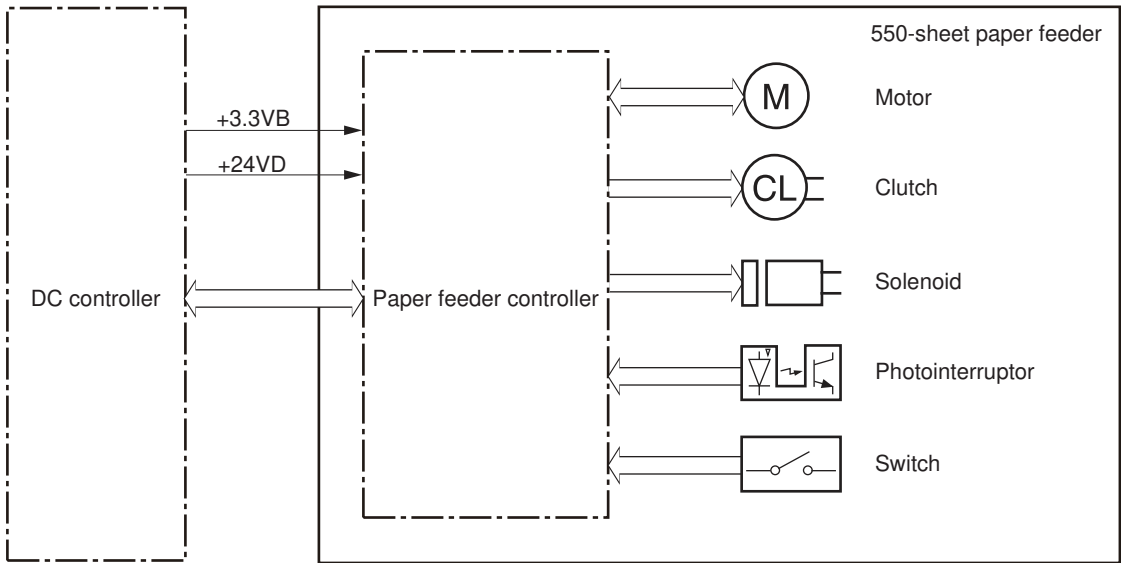 550-sheet paper feeder
M
Motor
+3.3VB
+24VD
CL
Clutch
DC controller
Paper feeder controller
Solenoid
Photointerruptor
Switch